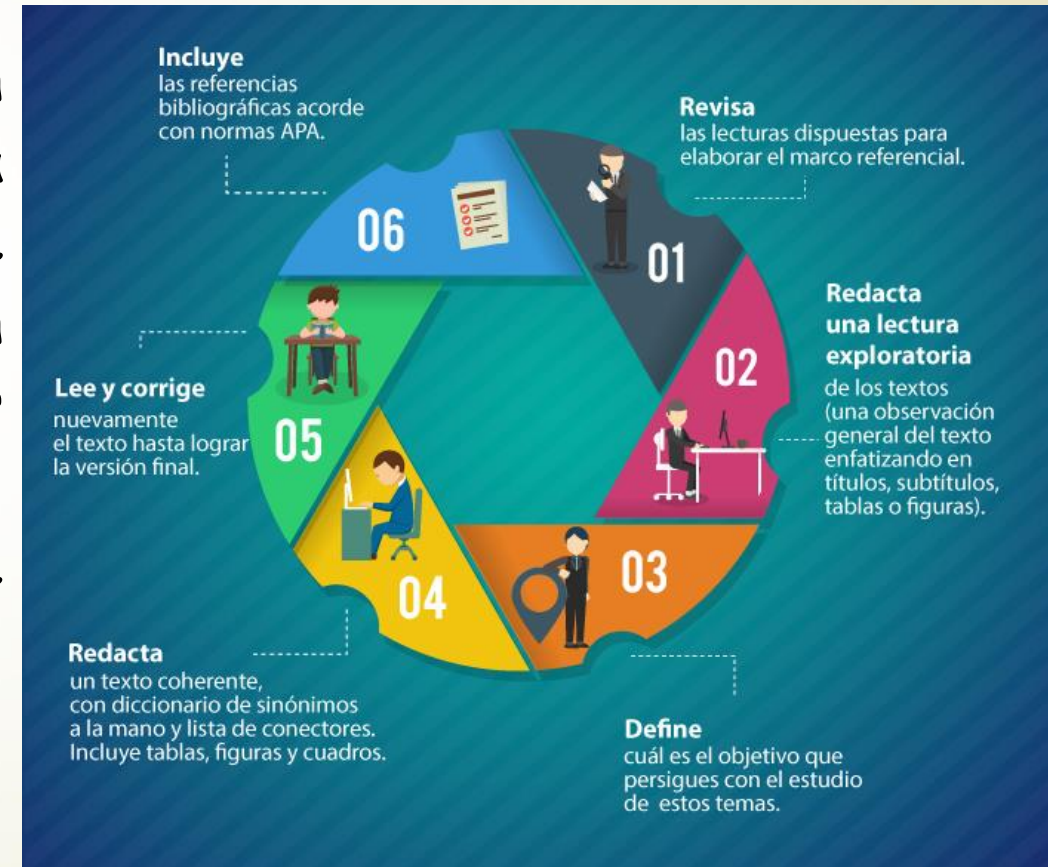 Incluye
las referencias
bibliográficas acorde
con normas APA.
Revisa
las lecturas dispuestas para
elaborar el marco referencial.
06
01
Redacta
una lectura
exploratoria
de los textos
(una observación
general del texto
enfatizando en
títulos, subtítulos,
tablas o figuras).
02
Lee y corrige
nuevamente
el texto hasta lograr
la versión final.
05
03
04
Redacta
un texto coherente,
con diccionario de sinónimos
a la mano y lista de conectores.
Incluye tablas, figuras y cuadros.
Define
cuál es el objetivo que
persigues con el estudio
de estos temas.